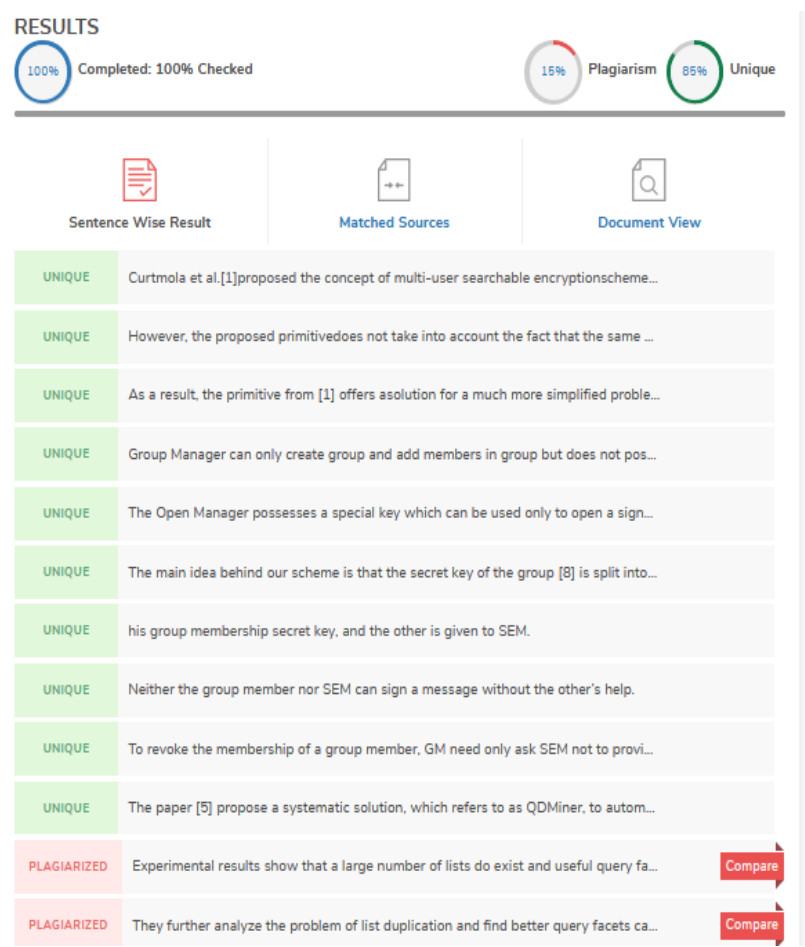 RESULTS
100% Completed: 100% Checked
15% Plagiarism 85% Unique
Sentence Wise Result
Matched Sources
Document View
UNIQUE Curtmola et al.[1]proposed the concept of multi-user searchable encryptionscheme...
UNIQUE However, the proposed primitivedoes not take into account the fact that the same ...
UNIQUE As a result, the primitive from [1] offers asolution for a much more simplified proble...
UNIQUE Group Manager can only create group and add members in group but does not pos...
UNIQUE The Open Manager possesses a special key which can be used only to open a sign...
UNIQUE The main idea behind our scheme is that the secret key of the group [8] is split into...
UNIQUE his group membership secret key, and the other is given to SEM.
UNIQUE Neither the group member nor SEM can sign a message without the other's help.
UNIQUE To revoke the membership of a group member, GM need only ask SEM not to provi...
UNIQUE The paper [5] propose a systematic solution, which refers to as QDMiner, to autom...
PLAGIARIZED Experimental results show that a large number of lists do exist and useful query fa... Compare
PLAGIARIZED They further analyze the problem of list duplication and find better query facets ca... Compare